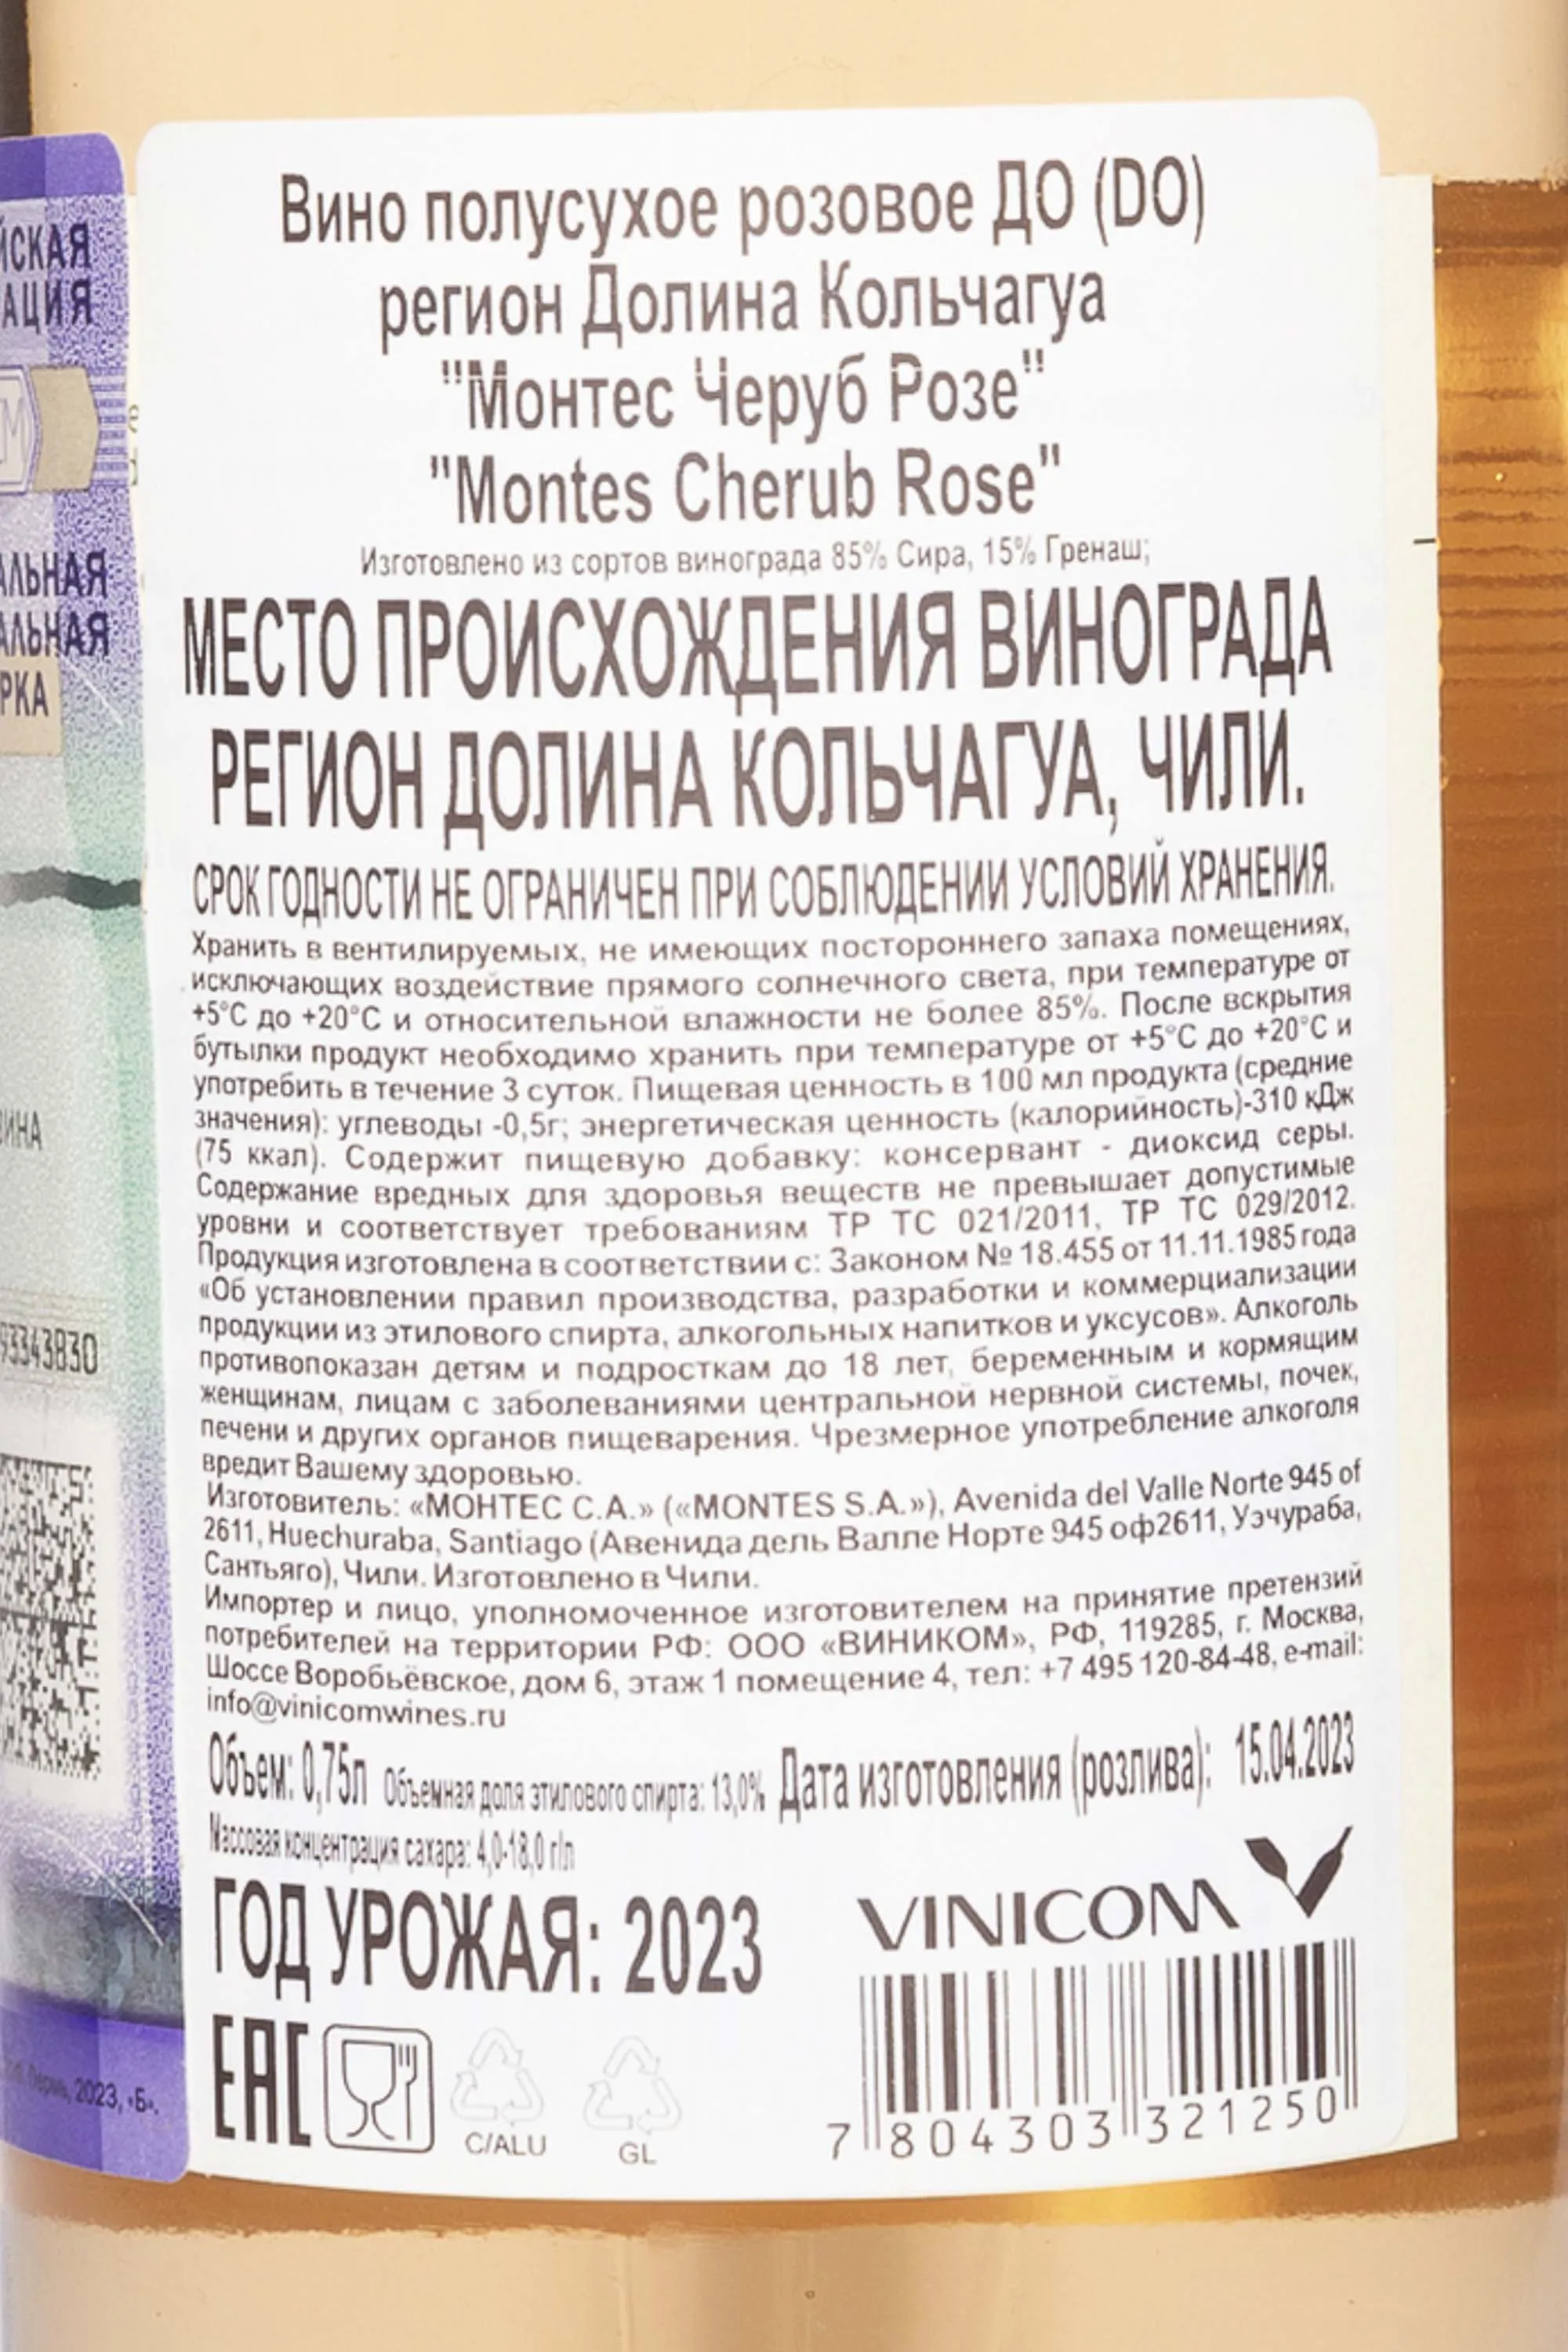 Вино полусухое розовое ДО (DO)
регион Долина Кольчагуа
"Монтес Черуб Розе"
"Montes Cherub Rose"
Изготовлено из сортов винограда 85% Сира, 15% Гренаш;
МЕСТО ПРОИСХОЖДЕНИЯ ВИНОГРАДА
РЕГИОН ДОЛИНА КОЛЬЧАГУА, ЧИЛИ.
СРОК ГОДНОСТИ НЕ ОГРАНИЧЕН ПРИ СОБЛЮДЕНИИ УСЛОВИЙ ХРАНЕНИЯ.
Хранить в вентилируемых, не имеющих постороннего запаха помещениях,
исключающих воздействие прямого солнечного света, при температуре от
+5°С до +20°С и относительной влажности не более 85%. После вскрытия
бутылки продукт необходимо хранить при температуре от +5°С до +20°С и
употребить в течение 3 суток. Пищевая ценность в 100 мл продукта (средние
значения): углеводы -0,5г; энергетическая ценность (калорийность)-310 кДж
(75 ккал). Содержит пищевую добавку: консервант - диоксид серы.
Содержание вредных для здоровья веществ не превышает допустимые
уровни и соответствует требованиям ТР ТС 021/2011, ТР ТС 029/2012.
Продукция изготовлена в соответствии с: Законом № 18.455 от 11.11.1985 года
«Об установлении правил производства, разработки и коммерциализации
продукции из этилового спирта, алкогольных напитков и уксусов». Алкоголь
противопоказан детям и подросткам до 18 лет, беременным и кормящим
женщинам, лицам с заболеваниями центральной нервной системы, почек,
печени и других органов пищеварения. Чрезмерное употребление алкоголя
вредит Вашему здоровью.
Изготовитель: «МОНТЕС С.А.» («MONTES S.A.»), Avenida del Valle Norte 945 of
2611, Huechuraba, Santiago (Авенида дель Валле Норте 945 оф2611, Уэчураба,
Сантьяго), Чили. Изготовлено в Чили.
Импортер и лицо, уполномоченное изготовителем на принятие претензий
потребителей на территории РФ: ООО «ВИНИКОМ», РФ, 119285, г. Москва,
Шоссе Воробьёвское, дом 6, этаж 1 помещение 4, тел: +7 495 120-84-48, e-mail:
info@vinicomwines.ru
Объем: 0,75л Объемная доля этилового спирта: 13,0% Дата изготовления (розлива): 15.04.2023
Массовая концентрация сахара: 4,0-18,0 г/л
ГОД УРОЖАЯ: 2023
VINICOM
EAC
C/ALU
GL
7 804303 321250
ЙСКАЯ
АЦИЯ
АЛЬНАЯ
АЛЬНАЯ
РКА
ИНА
93343830
Пермь, 2023, «Б».